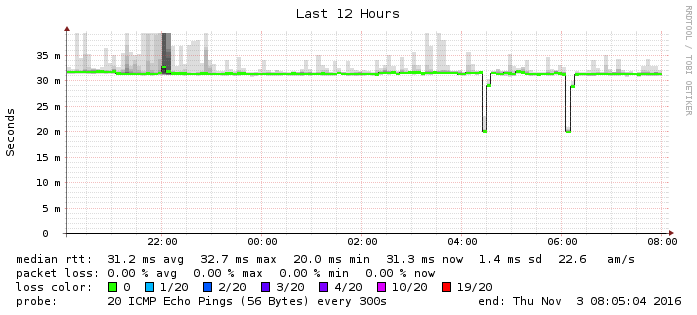 Last 12 Hours
RRDTOOL / TOBI OETIKER
Seconds
35 m
30 m
25 m
20 m
15 m
10 m
5 m
0
22:00 00:00 02:00 04:00 06:00 08:00
median rtt: 31.2 ms avg 32.7 ms max 20.0 ms min 31.3 ms now 1.4 ms sd 22.6 am/s
packet loss: 0.00 % avg 0.00 % max 0.00 % min 0.00 % now
loss color: 0 1/20 2/20 3/20 4/20 10/20 19/20
probe: 20 ICMP Echo Pings (56 Bytes) every 300s end: Thu Nov 3 08:05:04 2016